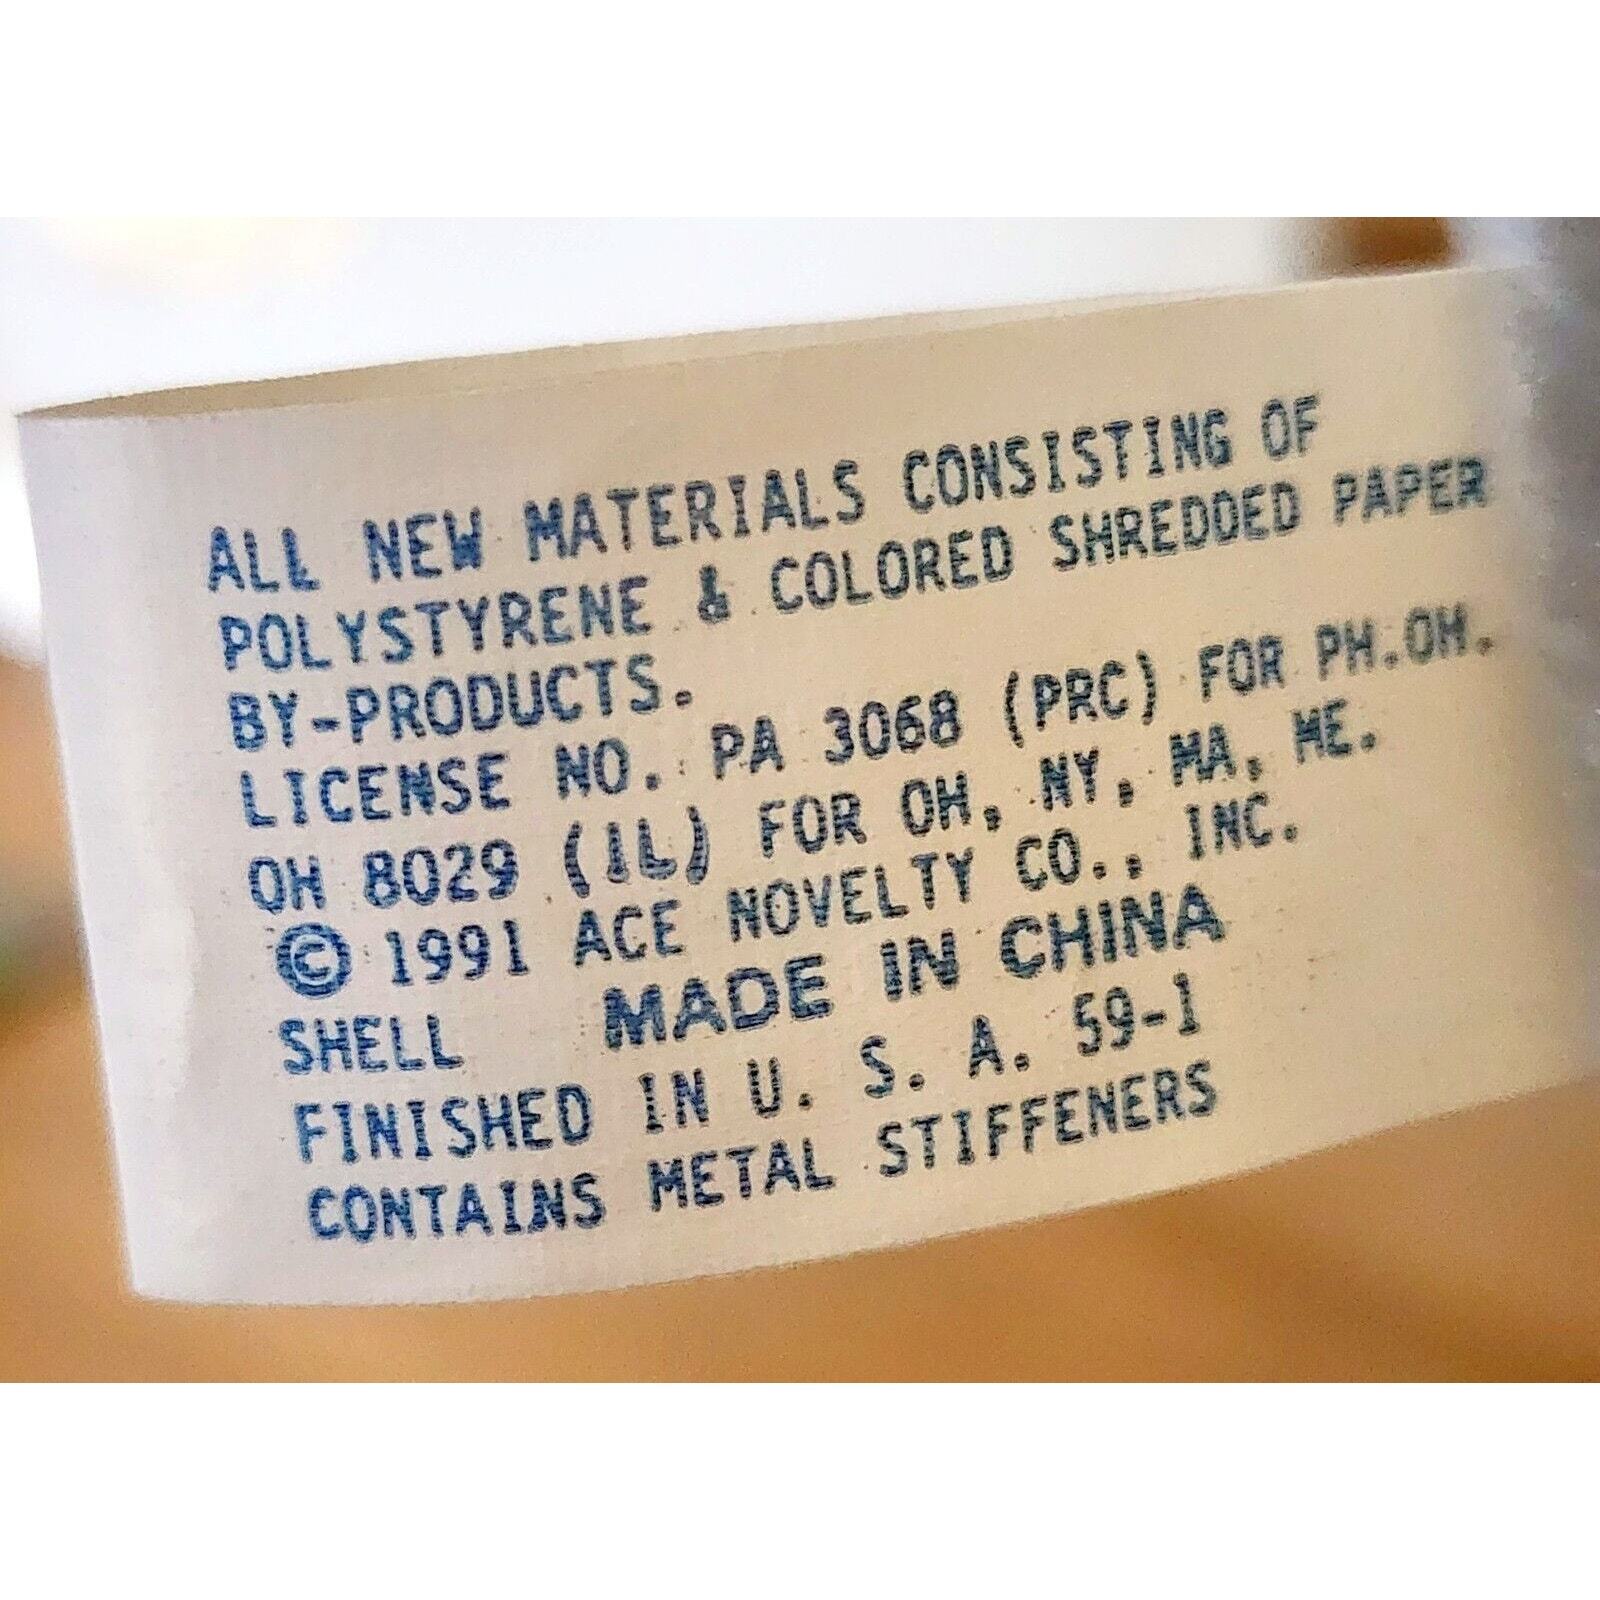 ALL NEW MATERIALS CONSISTING OF
POLYSTYRENE & COLORED SHREDDED PAPER
BY-PRODUCTS.
LICENSE NO. PA 3068 (PRC) FOR PH.OH.
OH 8029 (IL) FOR OH, NY, MA, ME.
© 1991 ACE NOVELTY CO., INC.
SHELL MADE IN CHINA
FINISHED IN U. S. A. 59-1
CONTAINS METAL STIFFENERS